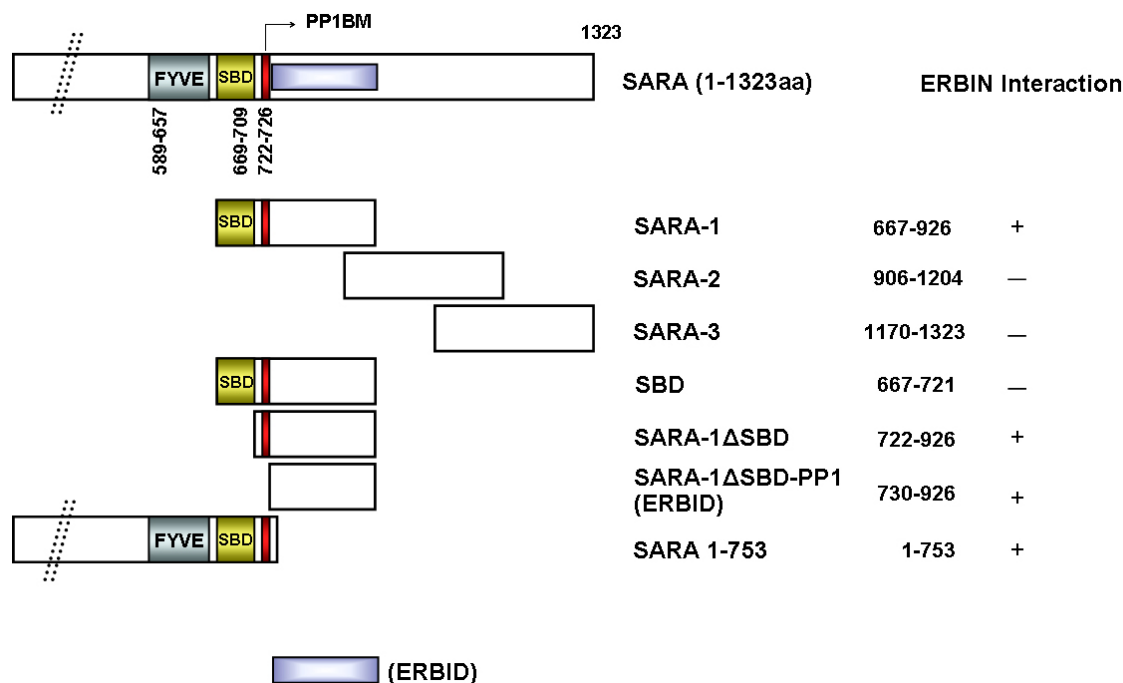 PP1BM
1323
FYVE SBD SARA (1-1323aa) ERBIN Interaction
589-657 669-709 722-726
SBD SARA-1 667-926 +
SARA-2 906-1204 —
SARA-3 1170-1323 —
SBD SBD 667-721 —
SARA-1ΔSBD 722-926 +
SARA-1ΔSBD-PP1
(ERBID) 730-926 +
FYVE SBD SARA 1-753 1-753 +
(ERBID)